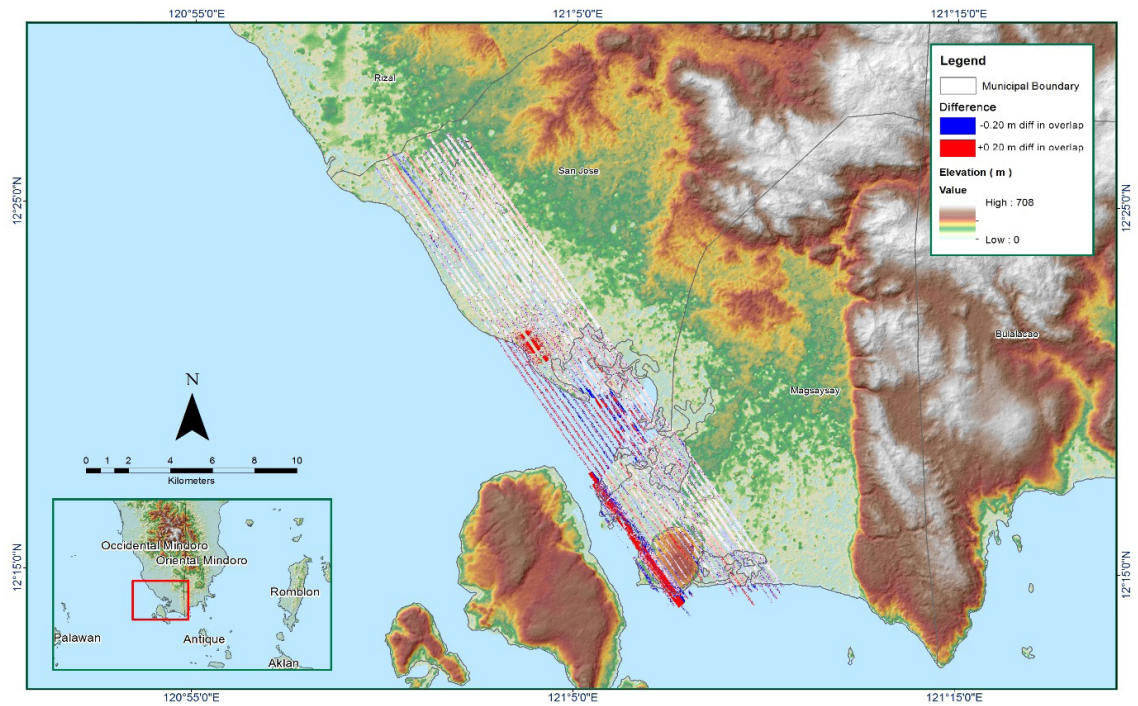 120°55'0"E
121°5'0"E
121°15'0"E
Rizal
San Jose
Bulalacao
Magsaysay
12°25'0"N
12°25'0"N
12°15'0"N
12°15'0"N
Legend
Municipal Boundary
Difference
-0.20 m diff in overlap
+0.20 m diff in overlap
Elevation ( m )
Value
High : 708
Low : 0
N
0 1 2 4 6 8 10
Kilometers
Occidental Mindoro
Oriental Mindoro
Romblon
Palawan
Antique
Aklan
120°55'0"E
121°5'0"E
121°15'0"E